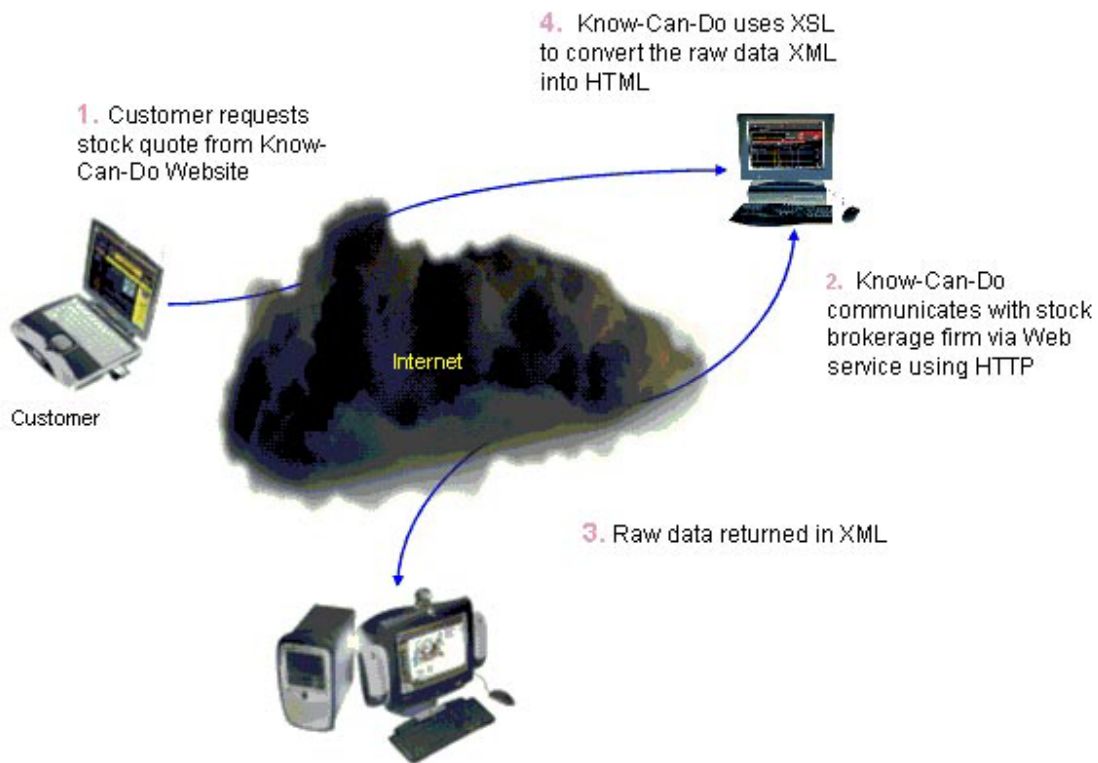 4. Know-Can-Do uses XSL
to convert the raw data XML
into HTML
1. Customer requests
stock quote from Know-
Can-Do Website
2. Know-Can-Do
communicates with stock
brokerage firm via Web
service using HTTP
Internet
Customer
3. Raw data returned in XML